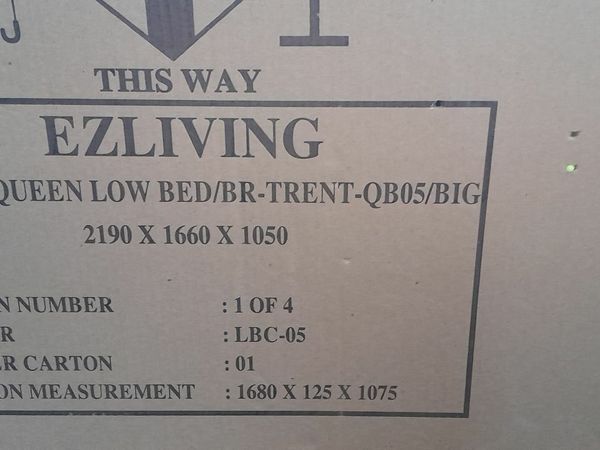 THIS WAY
EZLIVING
QUEEN LOW BED/BR-TRENT-QB05/BIG
2190 X 1660 X 1050
N NUMBER : 1 OF 4
R : LBC-05
ER CARTON : 01
ON MEASUREMENT : 1680 X 125 X 1075